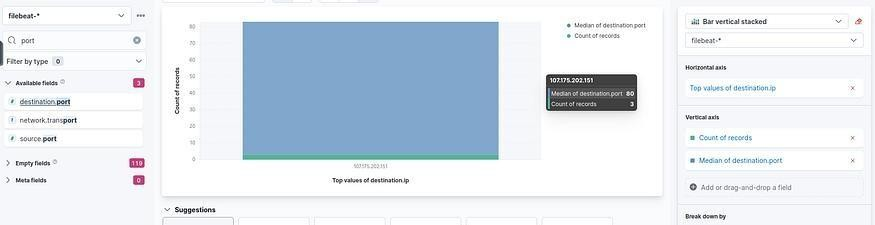 filebeat-*
port
Filter by type 0
Available fields 3
destination.port
network.transport
source.port
Empty fields 119
Meta fields 0
80
70
60
50
40
30
20
10
0
Count of records
107.175.202.151
Top values of destination.ip
Median of destination.port
Count of records
107.175.202.151
Median of destination.port 80
Count of records 3
Suggestions
Bar vertical stacked
filebeat-*
Horizontal axis
Top values of destination.ip
Vertical axis
Count of records
Median of destination.port
Add or drag-and-drop a field
Break down by